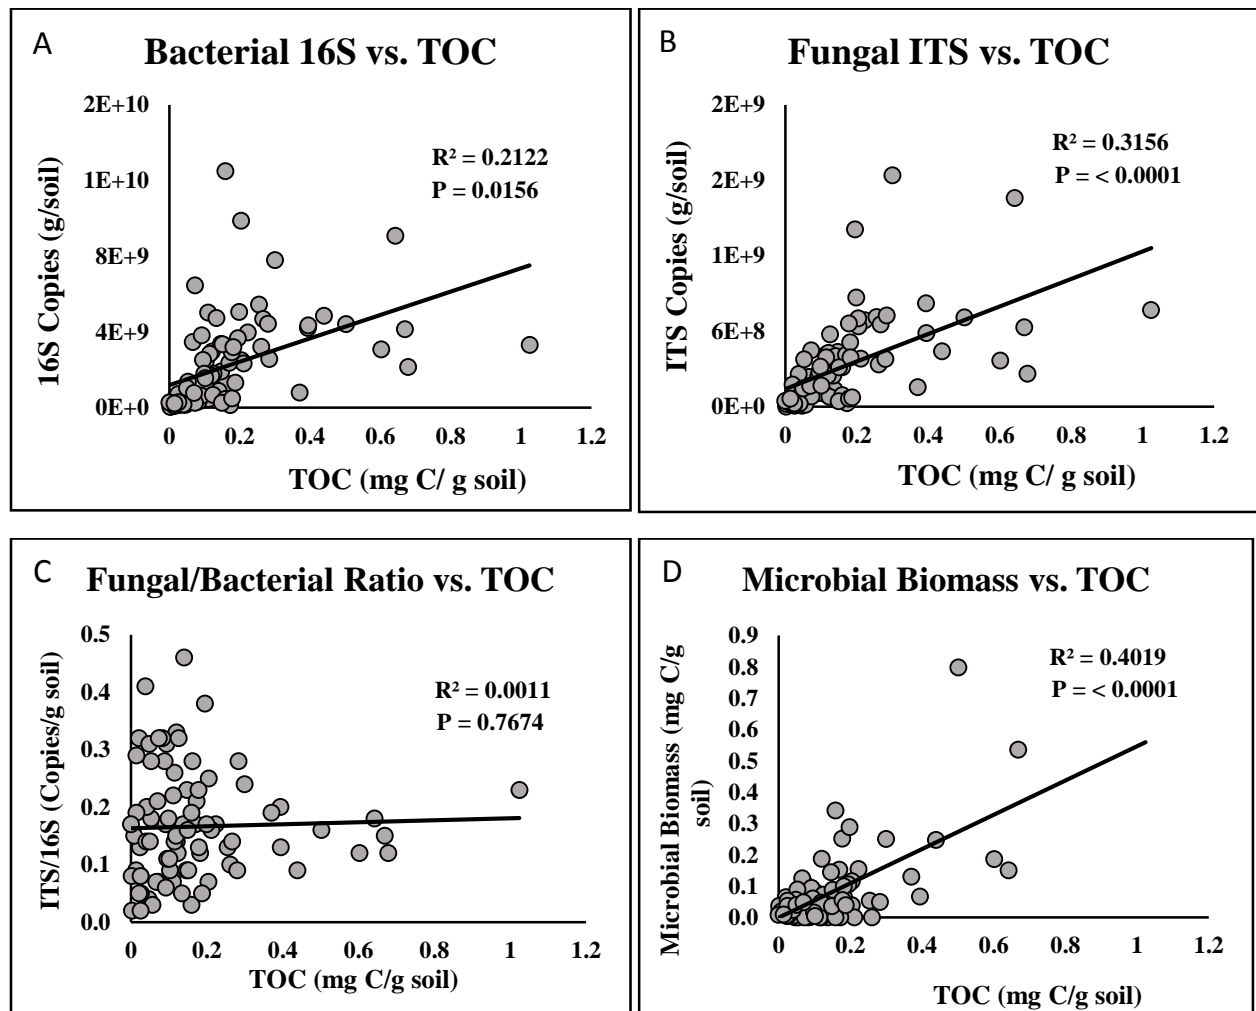 A
Bacterial 16S vs. TOC
2E+10
1E+10
8E+9
4E+9
0E+0
16S Copies (g/soil)
R² = 0.2122
P = 0.0156
0 0.2 0.4 0.6 0.8 1 1.2
TOC (mg C/ g soil)
B
Fungal ITS vs. TOC
2E+9
2E+9
1E+9
6E+8
0E+0
ITS Copies (g/soil)
R² = 0.3156
P = < 0.0001
0 0.2 0.4 0.6 0.8 1 1.2
TOC (mg C/ g soil)
C
Fungal/Bacterial Ratio vs. TOC
0.5
0.4
0.3
0.2
0.1
0.0
ITS/16S (Copies/g soil)
R² = 0.0011
P = 0.7674
0 0.2 0.4 0.6 0.8 1 1.2
TOC (mg C/g soil)
D
Microbial Biomass vs. TOC
0.9
0.8
0.7
0.6
0.5
0.4
0.3
0.2
0.1
0.0
Microbial Biomass (mg C/g
soil)
R² = 0.4019
P = < 0.0001
0 0.2 0.4 0.6 0.8 1 1.2
TOC (mg C/g soil)